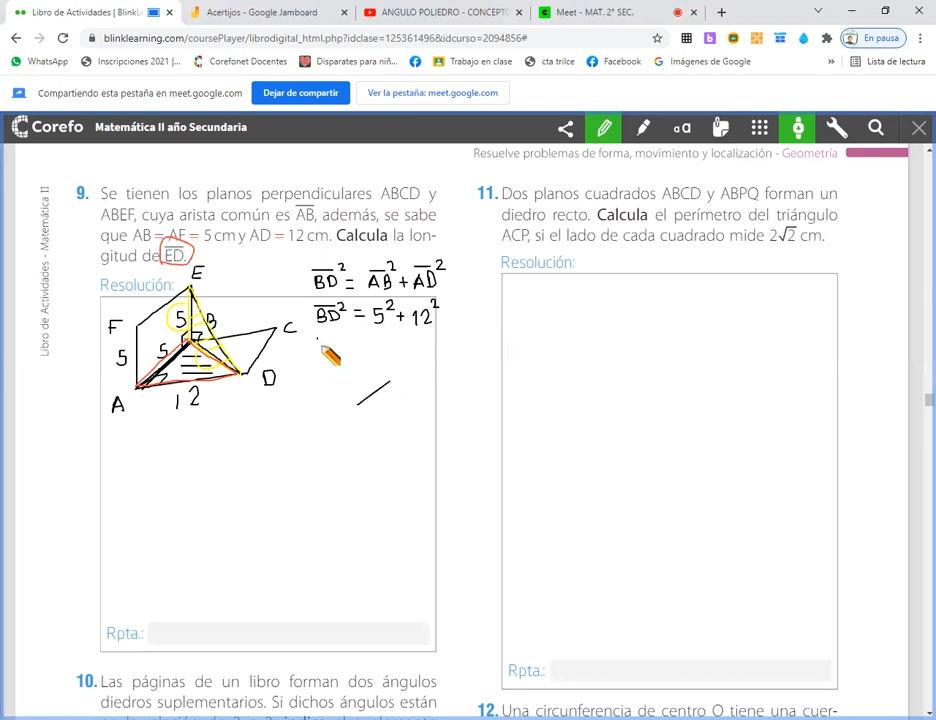 BlinkLe
Libro de Actividades | BlinkL
Acertijos - Google Jamboard
ANGULO POLIEDRO - CONCEPTO
Meet - MAT. 2° SEC.
blinklearning.com/coursePlayer/librodigital_html.php?idclase=125361496&idcurso=2094856#
En pausa
WhatsApp
Inscripciones 2021 |...
Corefonet Docentes
Disparates para niñ...
Trabajo en clase
cta trilce
Facebook
Imágenes de Google
»
Lista de lectura
Compartiendo esta pestaña en meet.google.com
Dejar de compartir
Ver la pestaña: meet.google.com
Corefo
Matemática II año Secundaria
aA
Resuelve problemas de forma, movimiento y localización - Geometría
Libro de Actividades - Matemática II
9. Se tienen los planos perpendiculares ABCD y
ABEF, cuya arista común es A̅B̅, además, se sabe
que AB = AF = 5 cm y AD = 12 cm. Calcula la lon-
gitud de E̅D̅.
Resolución:
E
F
5
B
C
5
5
D
A
12
B̅D̅² = A̅B̅² + A̅D̅²
B̅D̅² = 5² + 12²
Rpta.:
10. Las páginas de un libro forman dos ángulos
diedros suplementarios. Si dichos ángulos están
11. Dos planos cuadrados ABCD y ABPQ forman un
diedro recto. Calcula el perímetro del triángulo
ACP, si el lado de cada cuadrado mide 2√2 cm.
Resolución:
Rpta.:
12. Una circunferencia de centro O tiene una cuer-